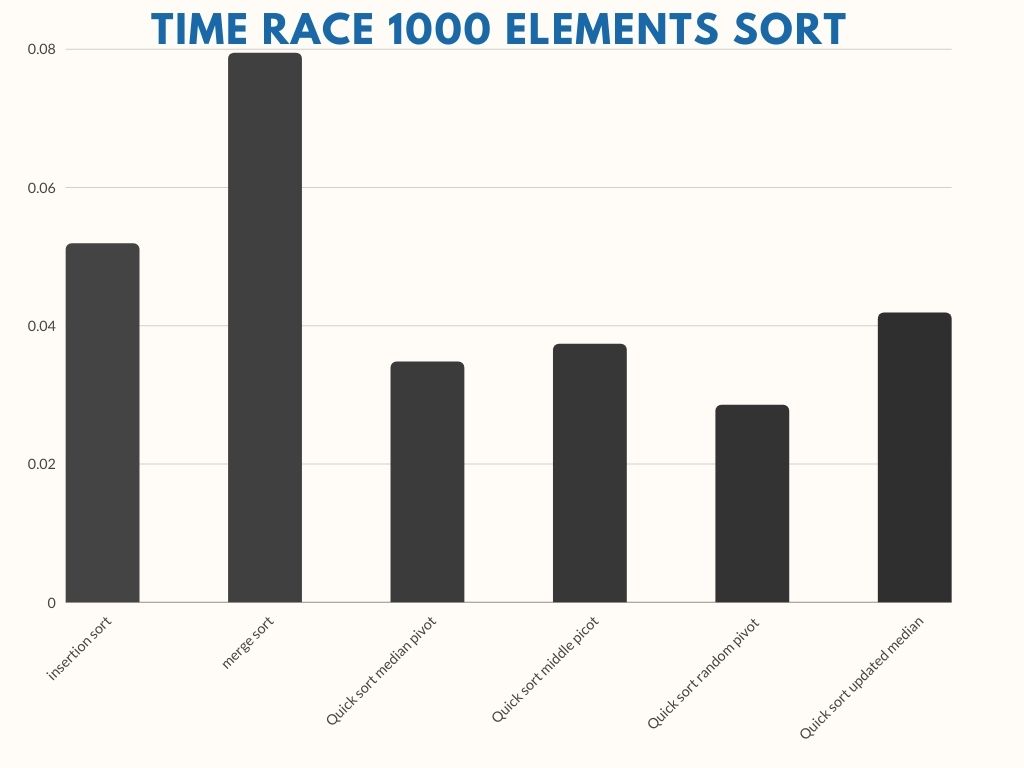 TIME RACE 1000 ELEMENTS SORT
0.08
0.06
0.04
0.02
0
insertion sort
merge sort
Quick sort median pivot
Quick sort middle picot
Quick sort random pivot
Quick sort updated median